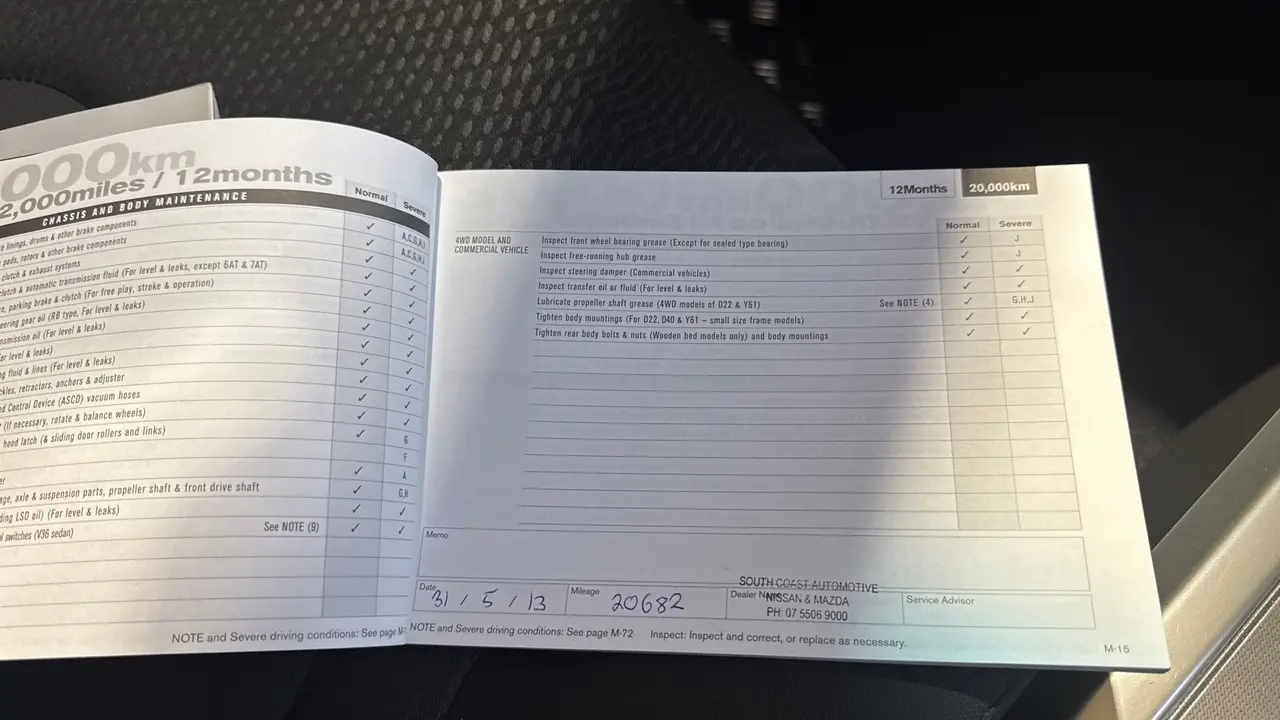 000km
2,000miles / 12months
CHASSIS AND BODY MAINTENANCE
Normal
Severe
linings, drums & other brake components ✓ A,C,G,H,J
pads, rotors & other brake components ✓ A,C,G,H,J
clutch & exhaust systems ✓ ✓
clutch & automatic transmission fluid (For level & leaks, except 6AT & 7AT) ✓ ✓
parking brake & clutch (For free play, stroke & operation) ✓ ✓
gear oil (RB type, For level & leaks) ✓ ✓
oil (For level & leaks) ✓ ✓
level & leaks) ✓ ✓
fluid & lines (For level & leaks) ✓ ✓
retractors, anchors & adjuster ✓ ✓
Control Device (ASCD) vacuum hoses ✓ ✓
(If necessary, rotate & balance wheels) ✓ ✓
hood latch (& sliding door rollers and links) ✓ G
F
✓ A
axle & suspension parts, propeller shaft & front drive shaft ✓ G,H
LSD oil) (For level & leaks) ✓ ✓
switches (V36 sedan) See NOTE (9) ✓ ✓
NOTE and Severe driving conditions: See page
12Months 20,000km
Normal Severe
4WD MODEL AND
COMMERCIAL VEHICLE
Inspect front wheel bearing grease (Except for sealed type bearing) ✓ J
Inspect free-running hub grease ✓ J
Inspect steering damper (Commercial vehicles) ✓ ✓
Inspect transfer oil or fluid (For level & leaks) ✓ ✓
Lubricate propeller shaft grease (4WD models of D22 & Y61) See NOTE (4) ✓ G,H,J
Tighten body mountings (For D22, D40 & Y61 – small size frame models) ✓ ✓
Tighten rear body bolts & nuts (Wooden bed models only) and body mountings ✓ ✓
Memo
Date 31 / 5 / 13
Mileage 20682
Dealer Name
SOUTH COAST AUTOMOTIVE
NISSAN & MAZDA
PH: 07 5506 9000
Service Advisor
NOTE and Severe driving conditions: See page M-72 Inspect: Inspect and correct, or replace as necessary.
M-15